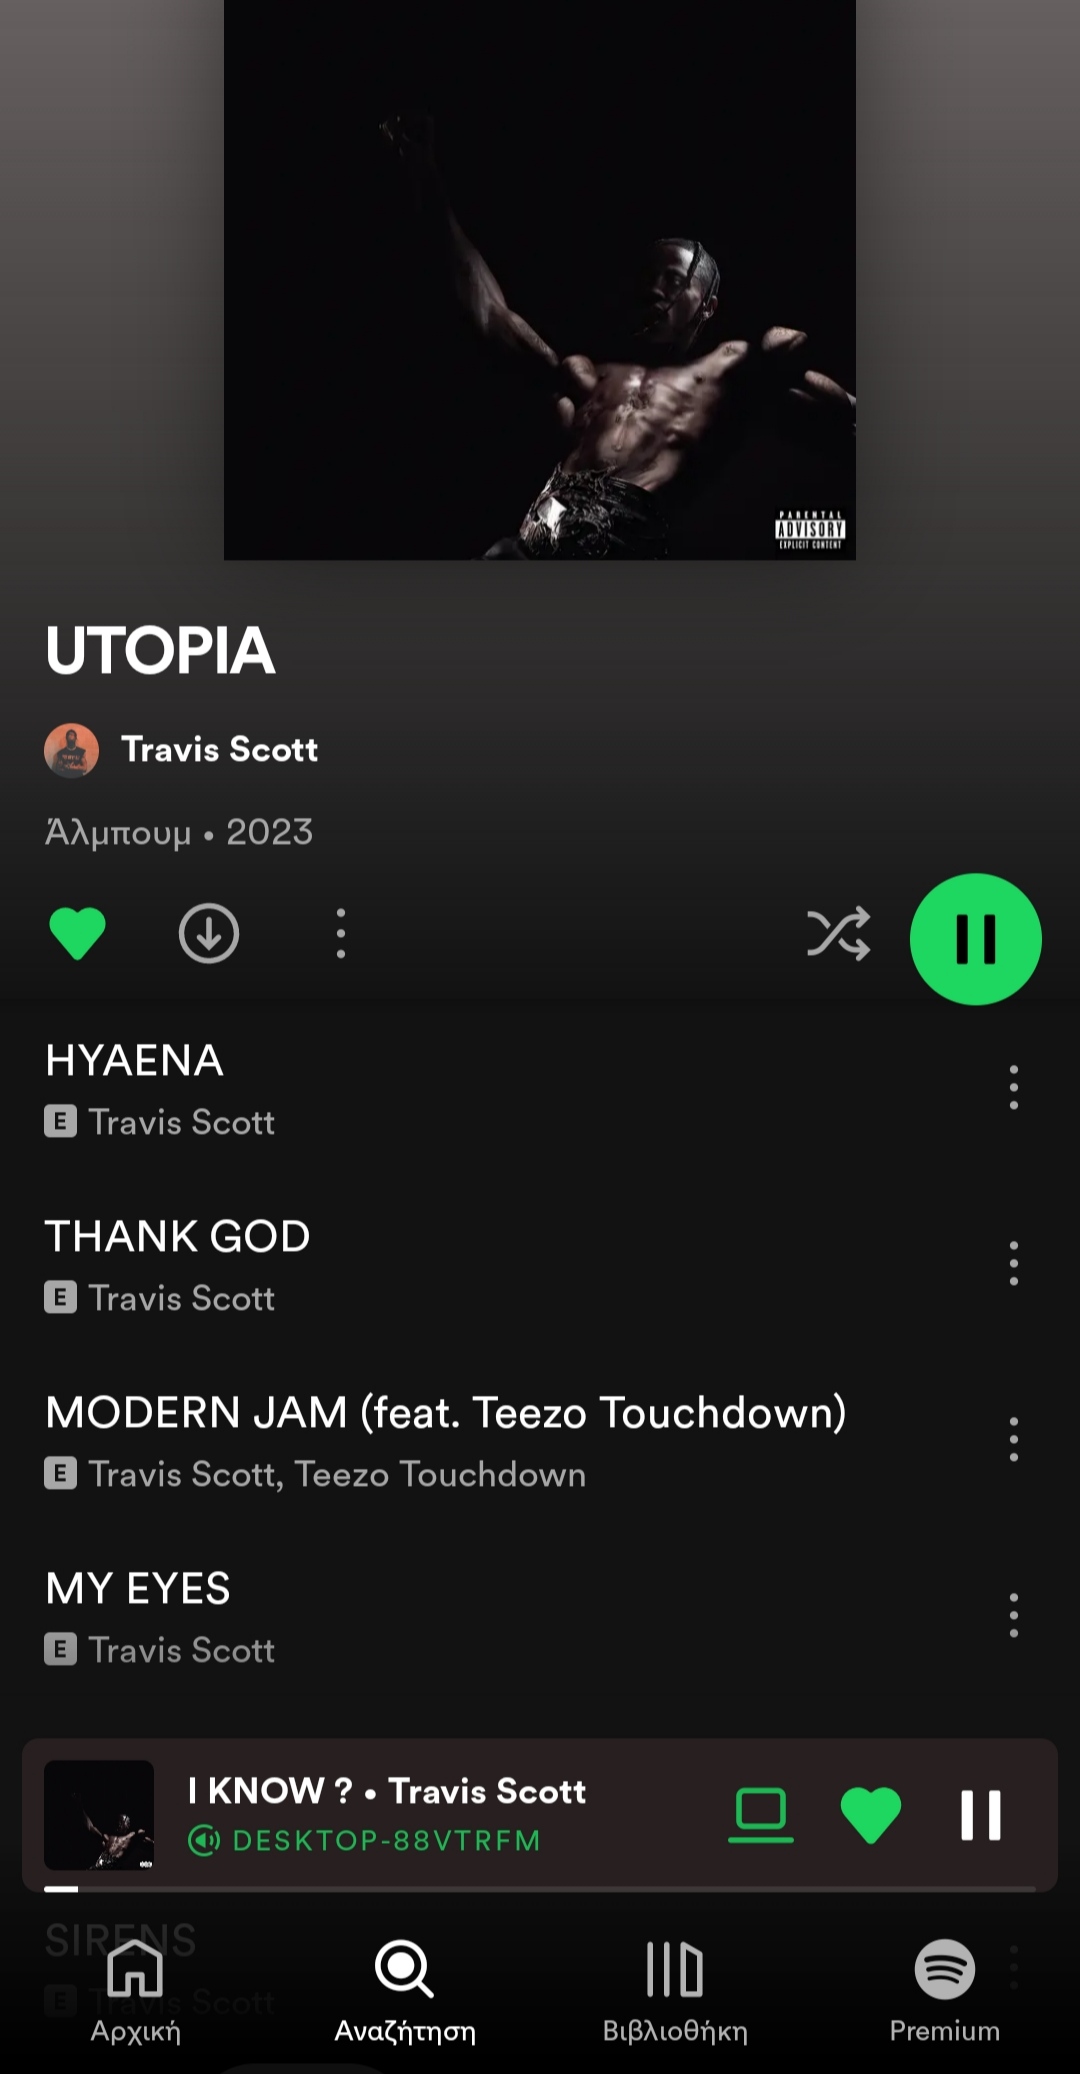 PARENTAL
ADVISORY
EXPLICIT CONTENT
UTOPIA
Travis Scott
Άλμπουμ • 2023
HYAENA
E Travis Scott
THANK GOD
E Travis Scott
MODERN JAM (feat. Teezo Touchdown)
E Travis Scott, Teezo Touchdown
MY EYES
E Travis Scott
I KNOW ? • Travis Scott
DESKTOP-88VTRFM
SIRENS
E Travis Scott
Αρχική
Αναζήτηση
Βιβλιοθήκη
Premium